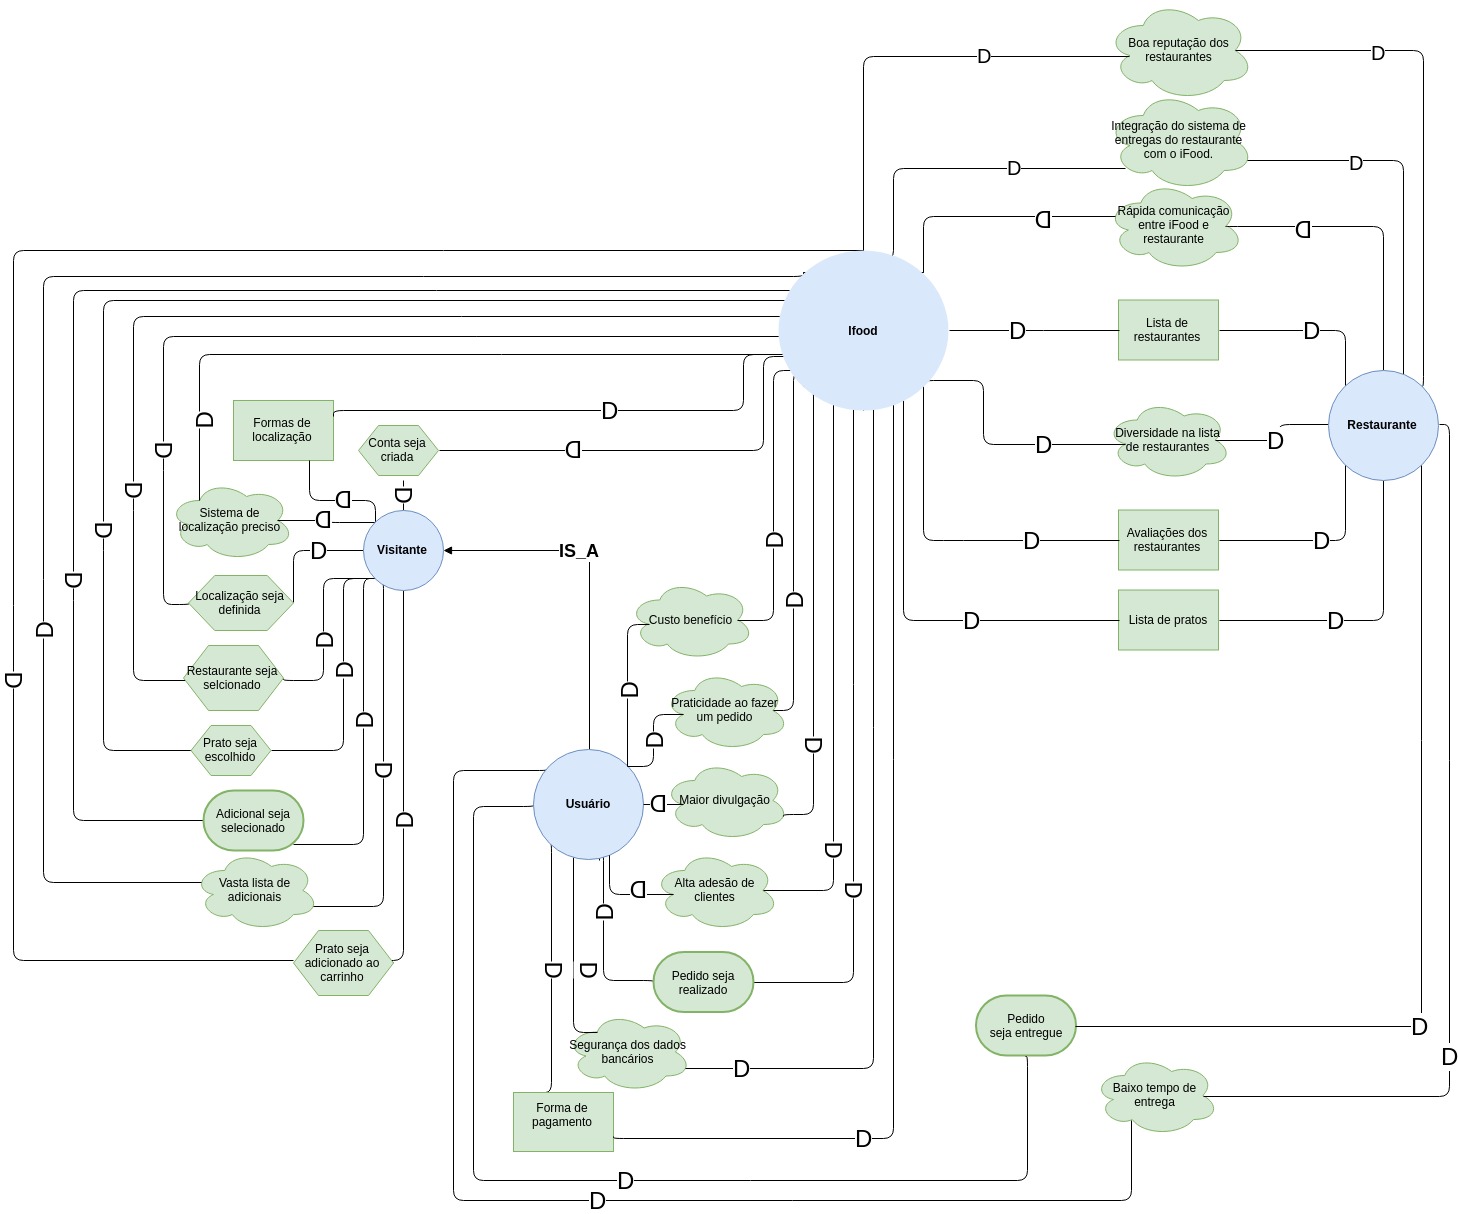 D
Boa reputação dos
restaurantes
D
Integração do sistema de
entregas do restaurante
com o iFood.
D
D
D
Rápida comunicação
entre iFood e
restaurante
D
Ifood
D
Lista de
restaurantes
D
Formas de
localização
D
D
Conta seja
criada
D
D
Diversidade na lista
de restaurantes
D
Restaurante
D
D
D
D
D
Sistema de
localização preciso
D
D
D
Visitante
IS_A
D
D
Avaliações dos
restaurantes
D
D
Localização seja
definida
D
D
D
Custo benefício
D
D
Lista de pratos
D
D
Restaurante seja
selcionado
D
D
D
D
Praticidade ao fazer
um pedido
D
Prato seja
escolhido
D
D
D
Usuário
D
Maior divulgação
Adicional seja
selecionado
D
D
Vasta lista de
adicionais
D
Alta adesão de
clientes
D
D
Prato seja
adicionado ao
carrinho
D
D
Pedido seja
realizado
Pedido
seja entregue
D
Segurança dos dados
bancários
D
D
Baixo tempo de
entrega
Forma de
pagamento
D
D
D